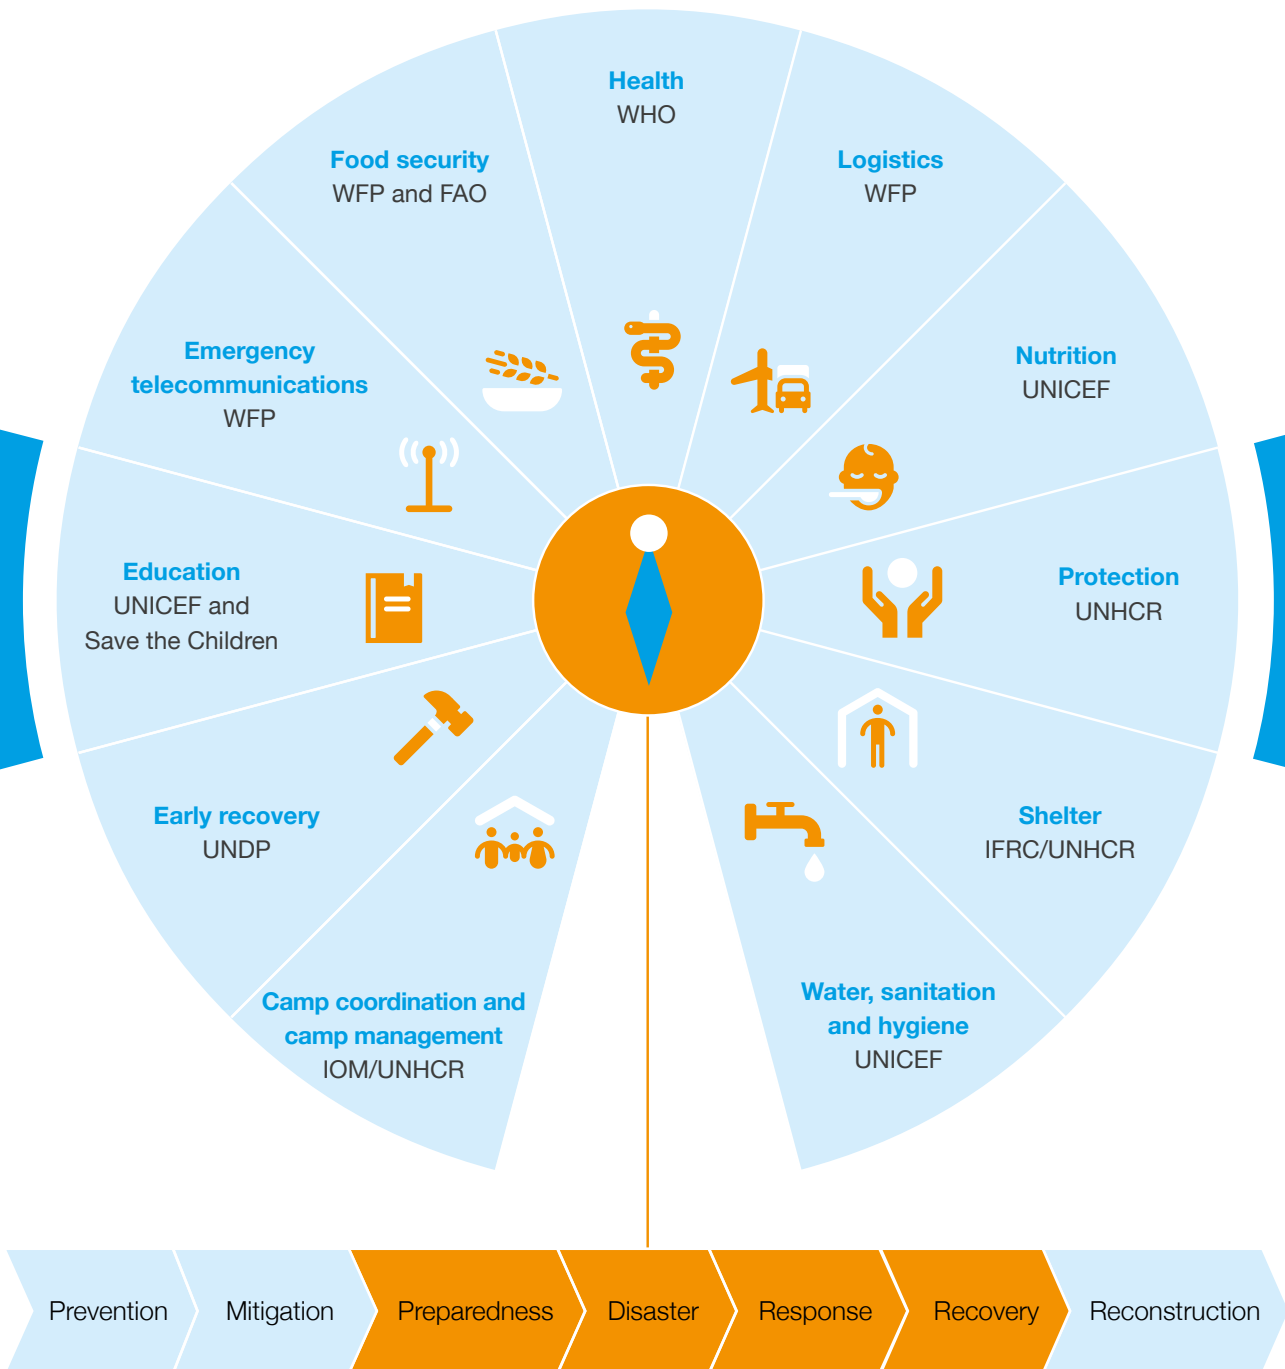 Health
WHO
Food security
WFP and FAO
Logistics
WFP
Emergency
telecommunications
WFP
Nutrition
UNICEF
Education
UNICEF and
Save the Children
Protection
UNHCR
Early recovery
UNDP
Shelter
IFRC/UNHCR
Camp coordination and
camp management
IOM/UNHCR
Water, sanitation
and hygiene
UNICEF
Prevention
Mitigation
Preparedness
Disaster
Response
Recovery
Reconstruction